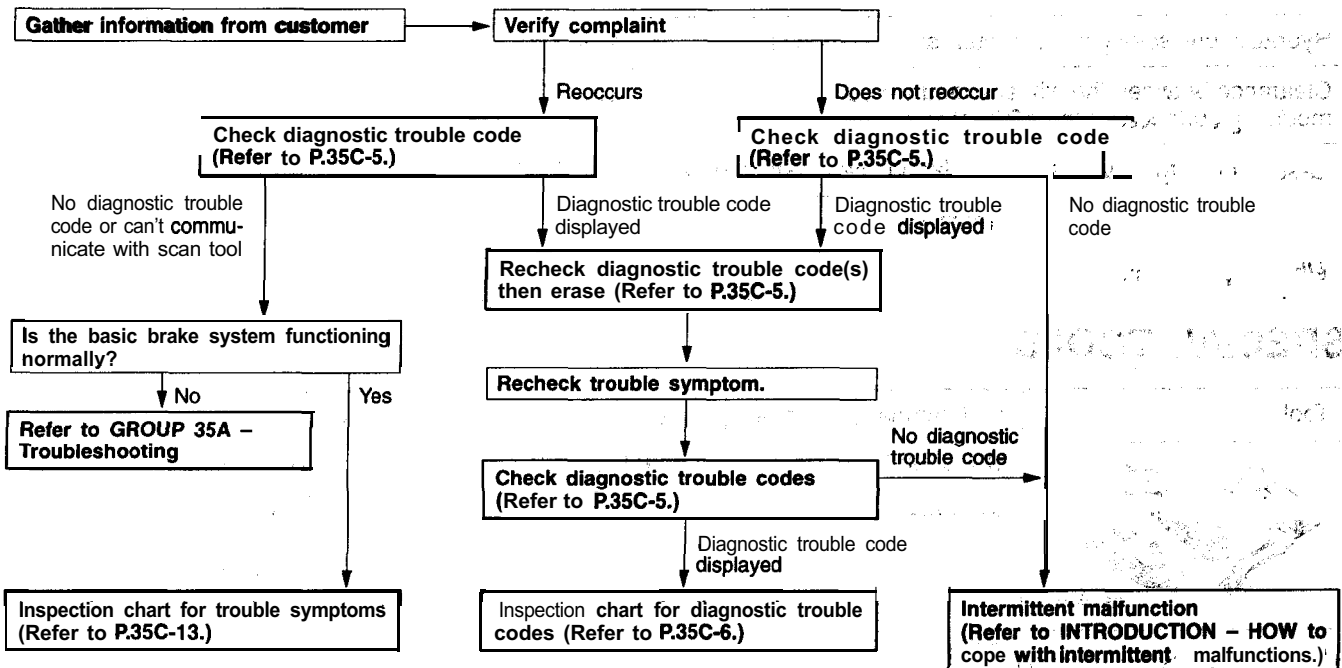 Gather information from customer
Verify complaint
Reoccurs
Does not reoccur
Check diagnostic trouble code
(Refer to P.35C-5.)
Check diagnostic trouble code
(Refer to P.35C-5.)
No diagnostic trouble
code or can't commu-
nicate with scan tool
Diagnostic trouble code
displayed
Diagnostic trouble
code displayed
No diagnostic trouble
code
Recheck diagnostic trouble code(s)
then erase (Refer to P.35C-5.)
Is the basic brake system functioning
normally?
No
Yes
Recheck trouble symptom.
Refer to GROUP 35A –
Troubleshooting
No diagnostic
trouble code
Check diagnostic trouble codes
(Refer to P.35C-5.)
Diagnostic trouble code
displayed
Inspection chart for trouble symptoms
(Refer to P.35C-13.)
Inspection chart for diagnostic trouble
codes (Refer to P.35C-6.)
Intermittent malfunction
(Refer to INTRODUCTION – HOW to
cope with intermittent malfunctions.)